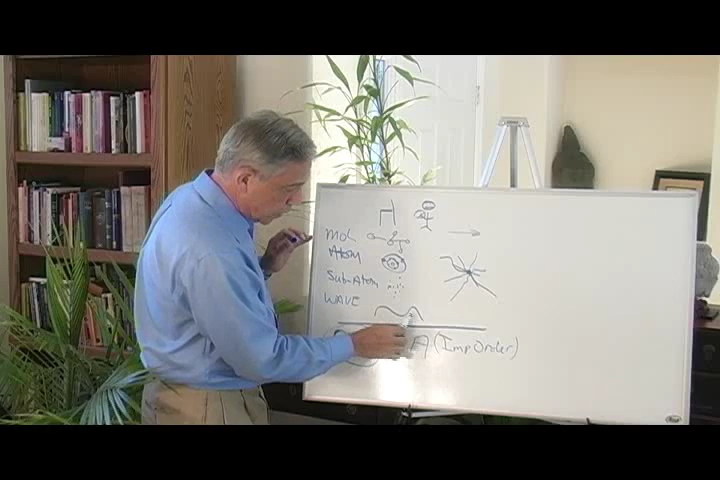 mol.
Atom
Sub-Atom
WAVE
A (Imp Order)